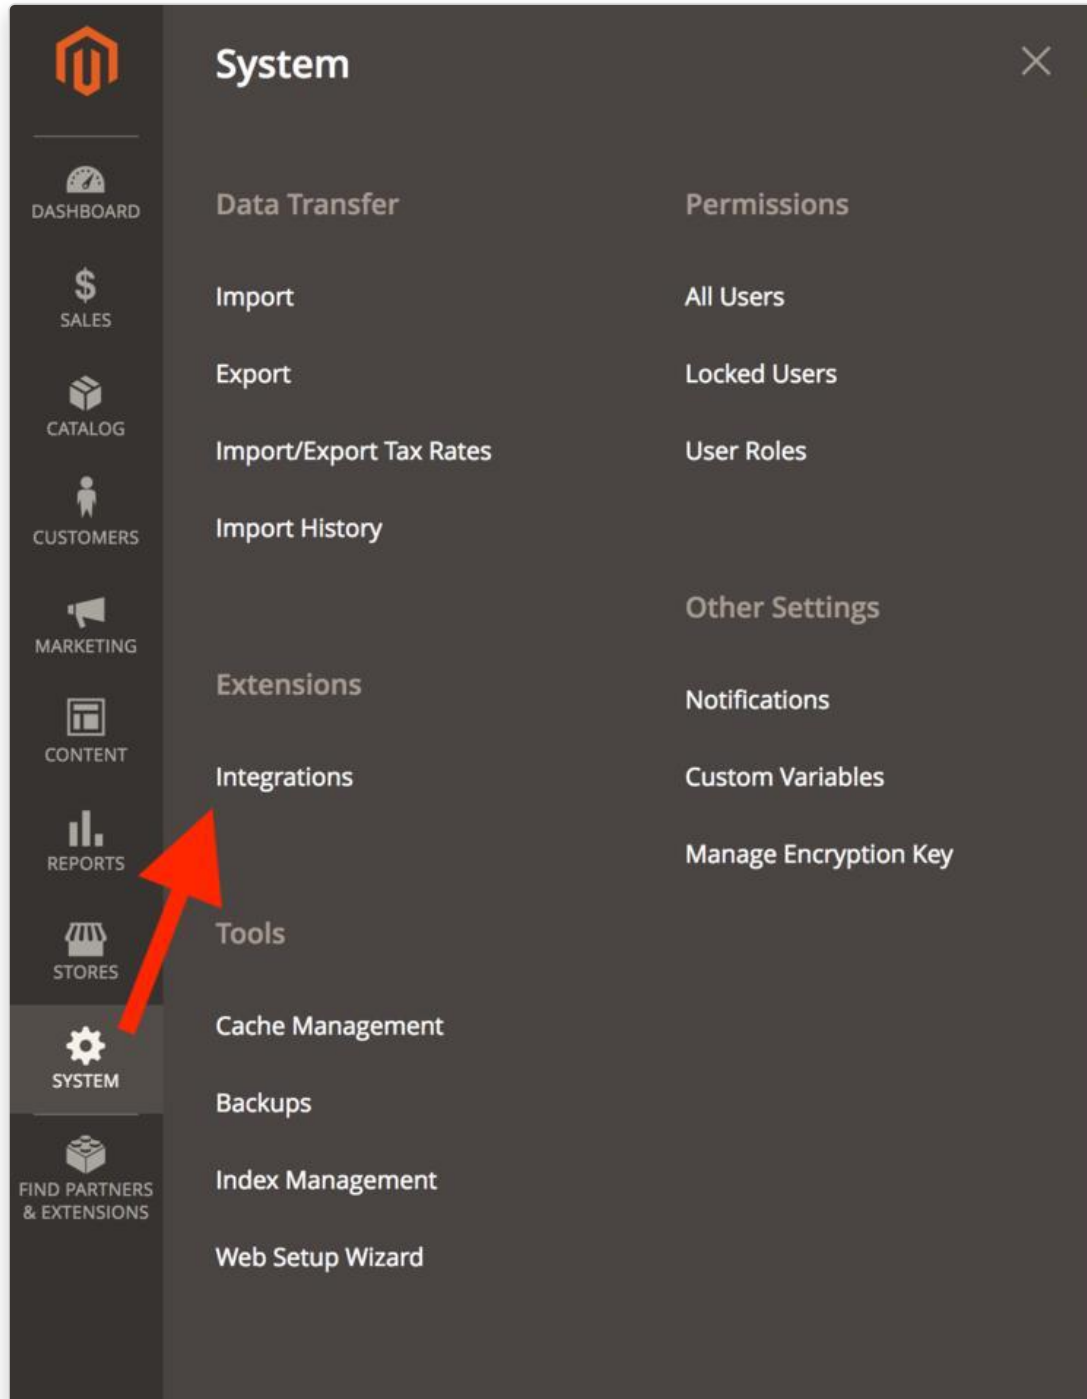 DASHBOARD
SALES
CATALOG
CUSTOMERS
MARKETING
CONTENT
REPORTS
STORES
SYSTEM
FIND PARTNERS
& EXTENSIONS
System
Data Transfer
Import
Export
Import/Export Tax Rates
Import History
Extensions
Integrations
Tools
Cache Management
Backups
Index Management
Web Setup Wizard
Permissions
All Users
Locked Users
User Roles
Other Settings
Notifications
Custom Variables
Manage Encryption Key